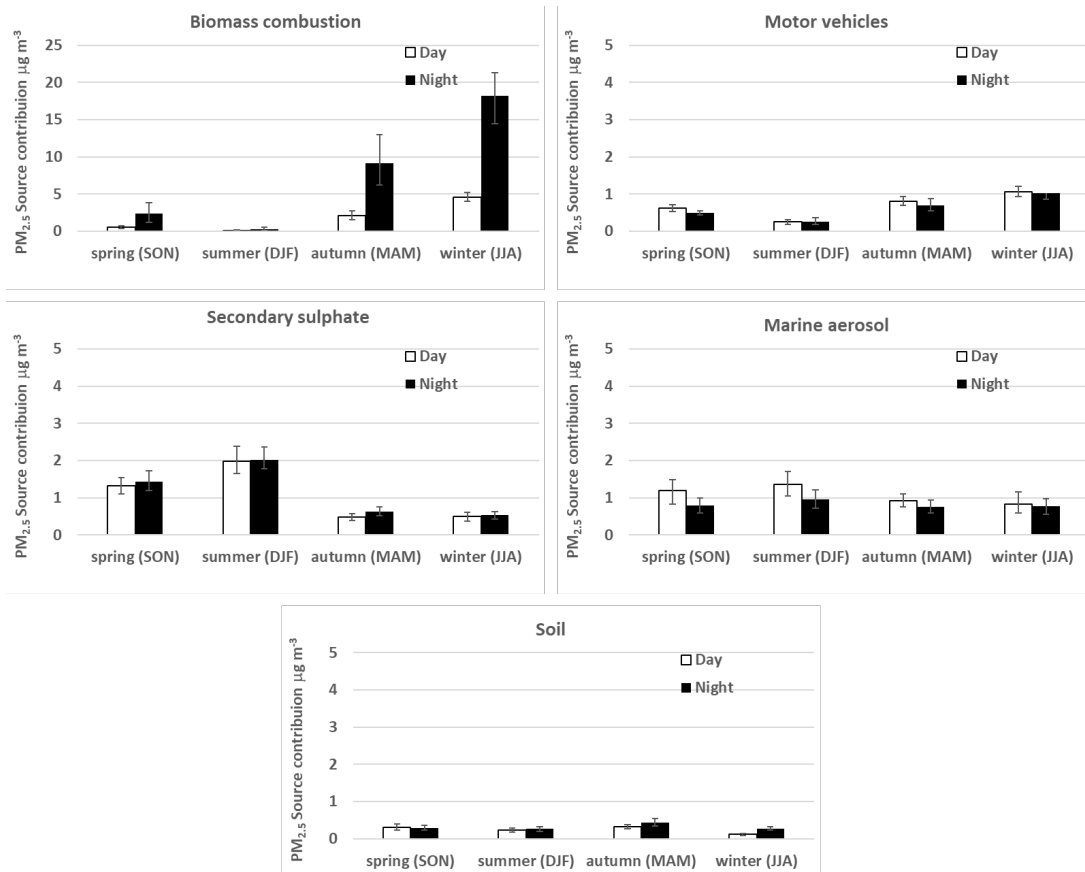 Biomass combustion
PM2.5 Source contribuion µg m-3
25
20
15
10
5
0
Day
Night
spring (SON) summer (DJF) autumn (MAM) winter (JJA)
Motor vehicles
PM2.5 Source contribuion µg m-3
5
4
3
2
1
0
Day
Night
spring (SON) summer (DJF) autumn (MAM) winter (JJA)
Secondary sulphate
PM2.5 Source contribuion µg m-3
5
4
3
2
1
0
Day
Night
spring (SON) summer (DJF) autumn (MAM) winter (JJA)
Marine aerosol
PM2.5 Source contribuion µg m-3
5
4
3
2
1
0
Day
Night
spring (SON) summer (DJF) autumn (MAM) winter (JJA)
Soil
PM2.5 Source contribuion µg m-3
5
4
3
2
1
0
Day
Night
spring (SON) summer (DJF) autumn (MAM) winter (JJA)